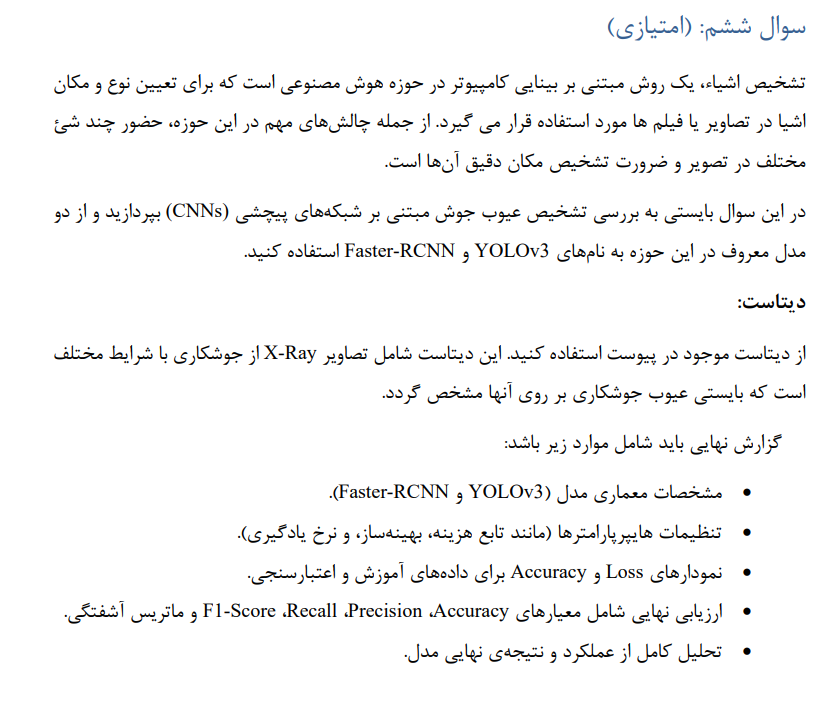 سوال ششم: (امتیازی)
تشخیص اشیاء، یک روش مبتنی بر بینایی کامپیوتر در حوزه هوش مصنوعی است که برای تعیین نوع و مکان
اشیا در تصاویر یا فیلم ها مورد استفاده قرار می گیرد. از جمله چالش‌های مهم در این حوزه، حضور چند شئ
مختلف در تصویر و ضرورت تشخیص مکان دقیق آن‌ها است.
در این سوال بایستی به بررسی تشخیص عیوب جوش مبتنی بر شبکه‌های پیچشی (CNNs) بپردازید و از دو
مدل معروف در این حوزه به نام‌های YOLOv3 و Faster-RCNN استفاده کنید.
دیتاست:
از دیتاست موجود در پیوست استفاده کنید. این دیتاست شامل تصاویر X-Ray از جوشکاری با شرایط مختلف
است که بایستی عیوب جوشکاری بر روی آنها مشخص گردد.
گزارش نهایی باید شامل موارد زیر باشد:
• مشخصات معماری مدل (YOLOv3 و Faster-RCNN).
• تنظیمات هایپرپارامترها (مانند تابع هزینه، بهینه‌ساز، و نرخ یادگیری).
• نمودارهای Loss و Accuracy برای داده‌های آموزش و اعتبارسنجی.
• ارزیابی نهایی شامل معیارهای Accuracy، Precision، Recall، F1-Score و ماتریس آشفتگی.
• تحلیل کامل از عملکرد و نتیجه‌ی نهایی مدل.